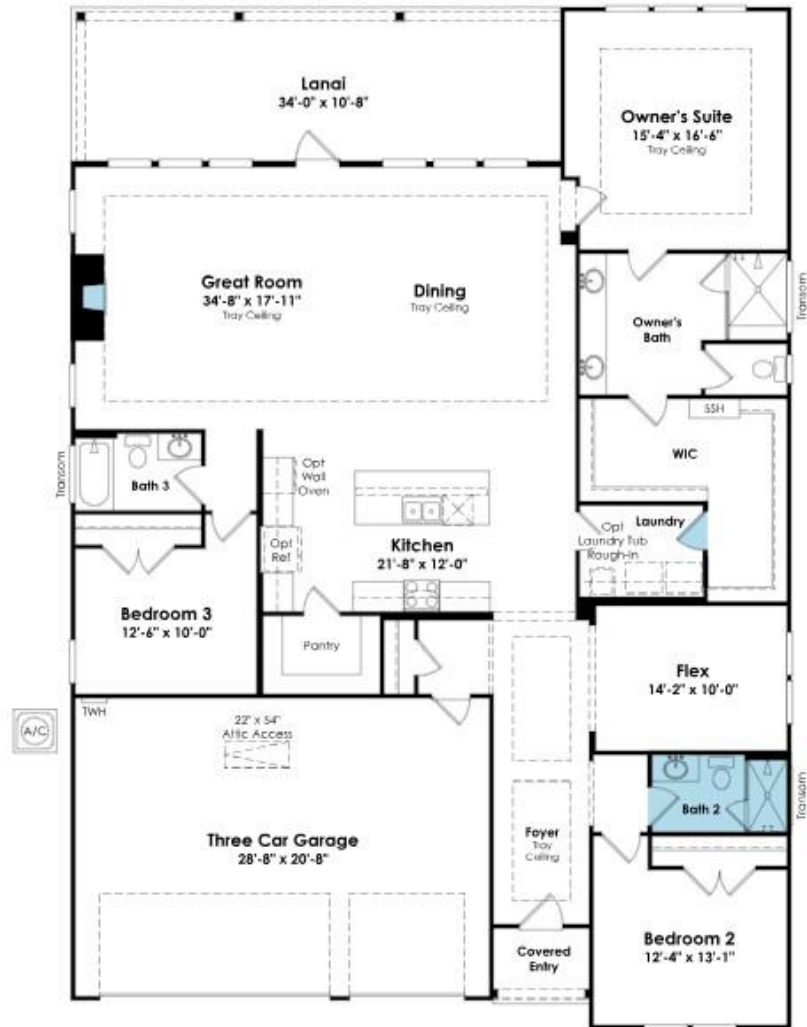 Lanai
34'-0" x 10'-8"
Owner's Suite
15'-4" x 16'-6"
Tray Ceiling
Great Room
34'-8" x 17'-11"
Tray Ceiling
Dining
Tray Ceiling
Owner's
Bath
Transom
SSH
WIC
Transom
Bath 3
Opt
Wall
Oven
Opt
Ref
Kitchen
21'-8" x 12'-0"
Laundry
Opt
Laundry Tub
Rough-In
Bedroom 3
12'-6" x 10'-0"
Pantry
Flex
14'-2" x 10'-0"
A/C
TWH
22" x 54"
Attic Access
Bath 2
Transom
Three Car Garage
28'-8" x 20'-8"
Foyer
Tray
Ceiling
Covered
Entry
Bedroom 2
12'-4" x 13'-1"